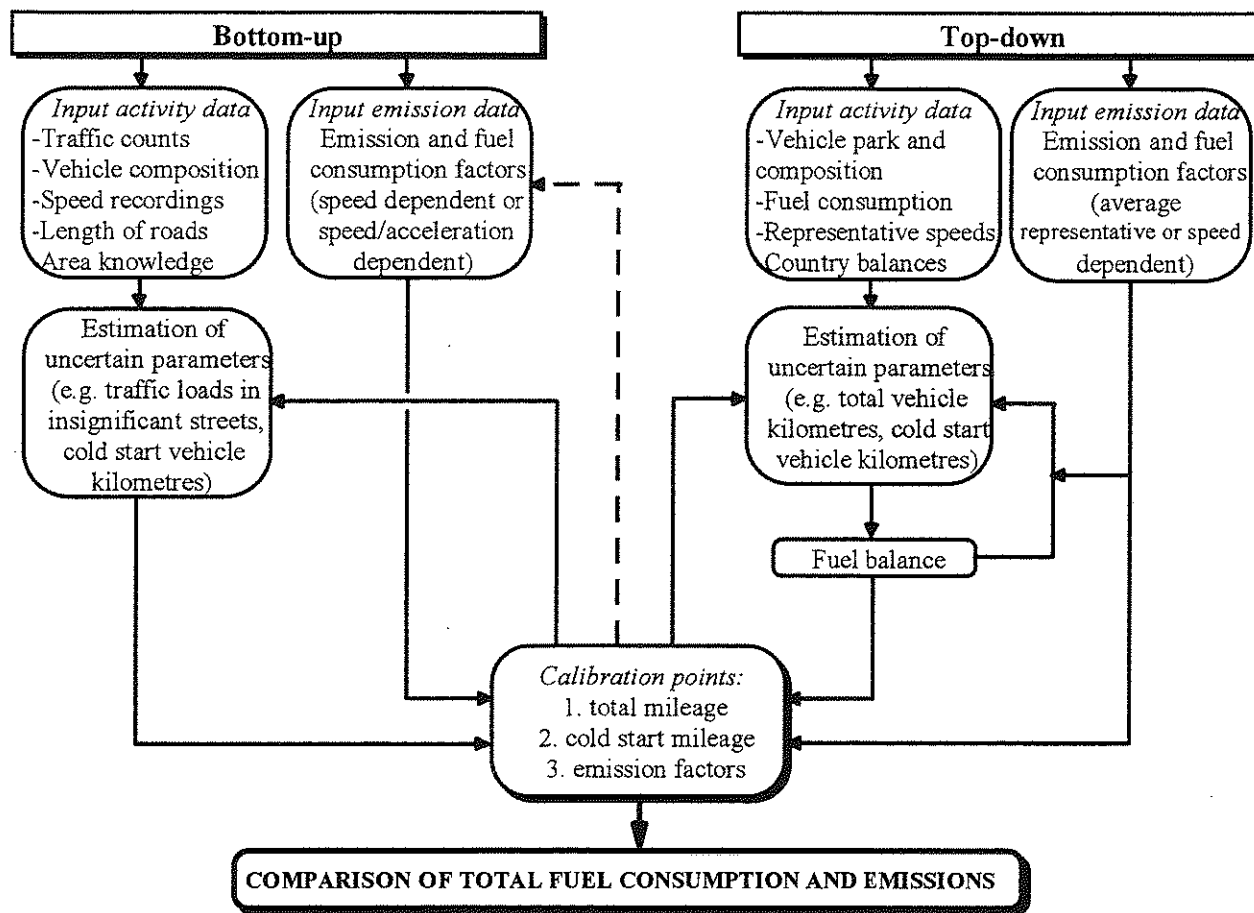 Bottom-up
Top-down
Input activity data
-Traffic counts
-Vehicle composition
-Speed recordings
-Length of roads
-Area knowledge
Input emission data
Emission and fuel
consumption factors
(speed dependent or
speed/acceleration
dependent)
Input activity data
-Vehicle park and
composition
-Fuel consumption
-Representative speeds
-Country balances
Input emission data
Emission and fuel
consumption factors
(average
representative or speed
dependent)
Estimation of
uncertain parameters
(e.g. traffic loads in
insignificant streets,
cold start vehicle
kilometres)
Estimation of
uncertain parameters
(e.g. total vehicle
kilometres, cold start
vehicle kilometres)
Fuel balance
Calibration points:
1. total mileage
2. cold start mileage
3. emission factors
COMPARISON OF TOTAL FUEL CONSUMPTION AND EMISSIONS